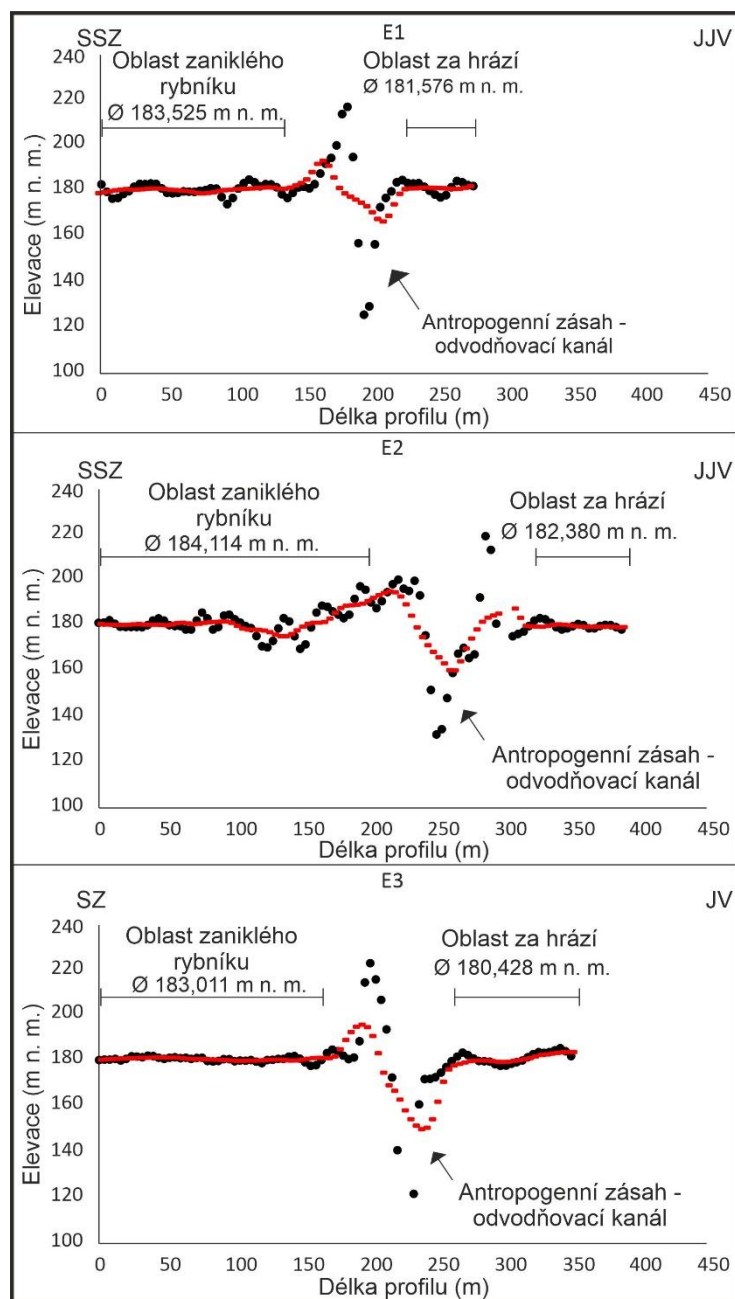 E1
SSZ
JJV
Oblast zaniklého
rybníku
Ø 183,525 m n. m.
Oblast za hrází
Ø 181,576 m n. m.
Elevace (m n. m.)
240
220
200
180
160
140
120
100
Antropogenní zásah -
odvodňovací kanál
0 50 100 150 200 250 300 350 400 450
Délka profilu (m)
E2
SSZ
JJV
Oblast zaniklého
rybníku
Ø 184,114 m n. m.
Oblast za hrází
Ø 182,380 m n. m.
Elevace (m n. m.)
240
220
200
180
160
140
120
100
Antropogenní zásah -
odvodňovací kanál
0 50 100 150 200 250 300 350 400 450
Délka profilu (m)
E3
SZ
JV
Oblast zaniklého
rybníku
Ø 183,011 m n. m.
Oblast za hrází
Ø 180,428 m n. m.
Elevace (m n. m.)
240
220
200
180
160
140
120
100
Antropogenní zásah -
odvodňovací kanál
0 50 100 150 200 250 300 350 400 450
Délka profilu (m)